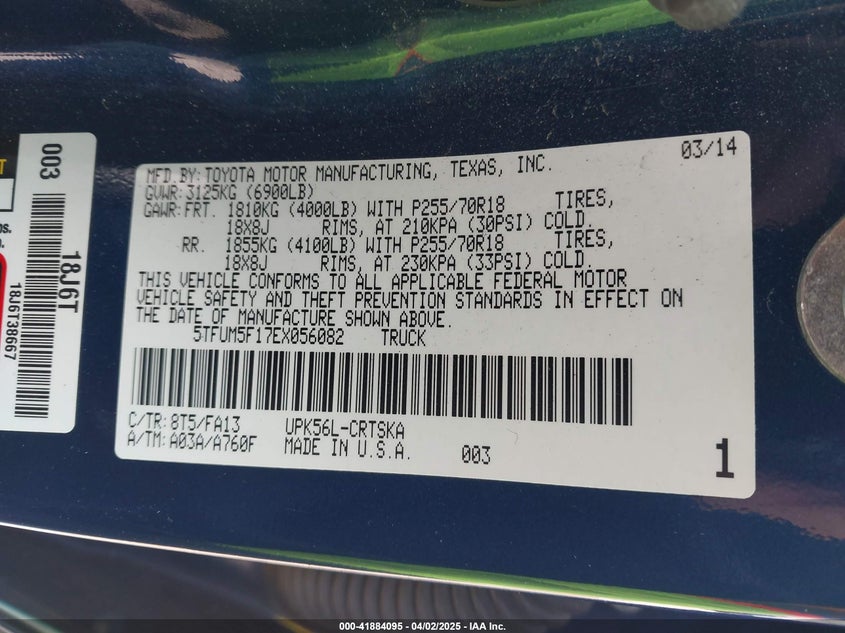 03/14
MFD.BY:TOYOTA MOTOR MANUFACTURING, TEXAS, INC.
GVWR:3125KG (6900LB)
GAWR:FRT. 1810KG (4000LB) WITH P255/70R18 TIRES,
18X8J RIMS, AT 210KPA (30PSI) COLD.
RR. 1855KG (4100LB) WITH P255/70R18 TIRES,
18X8J RIMS, AT 230KPA (33PSI) COLD.
THIS VEHICLE CONFORMS TO ALL APPLICABLE FEDERAL MOTOR
VEHICLE SAFETY AND THEFT PREVENTION STANDARDS IN EFFECT ON
THE DATE OF MANUFACTURE SHOWN ABOVE.
5TFUM5F17EX056082 TRUCK
C/TR:8T5/FA13 UPK56L-CRTSKA
A/TM:A03A/A760F MADE IN U.S.A. 003
1
003
18J6T
18J6T38667
000-41884095 - 04/02/2025 - IAA Inc.